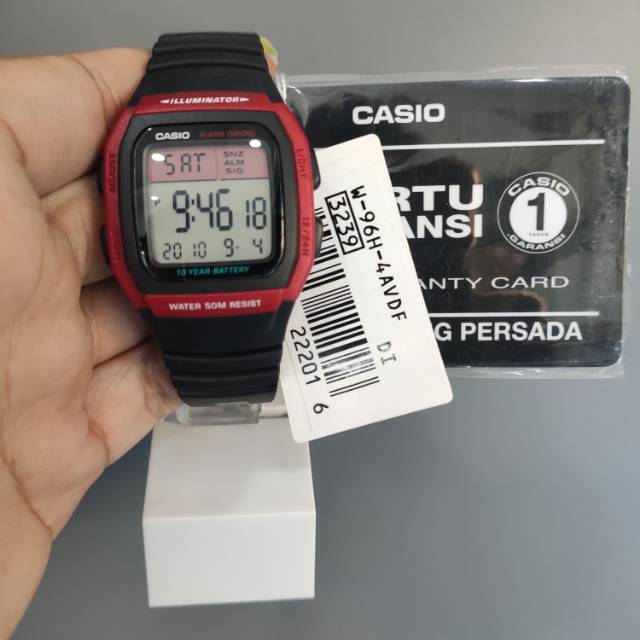 ILLUMINATOR
CASIO
ALARM CHRONO
SAT
SNZ
ALM
SIG
LIGHT
9:46 18
12/24H
2010 9- 4
10 YEAR BATTERY
WATER 50M RESIST
W-96H-4AVDF DI
3239
22201 6
CASIO
RTU
ANSI
CASIO
1
TAHUN
GARANSI
ANTY CARD
G PERSADA